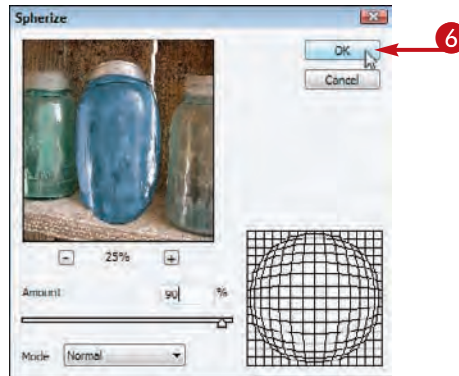 Spherize
OK
6
Cancel
- 25% +
Amount 90 %
Mode Normal